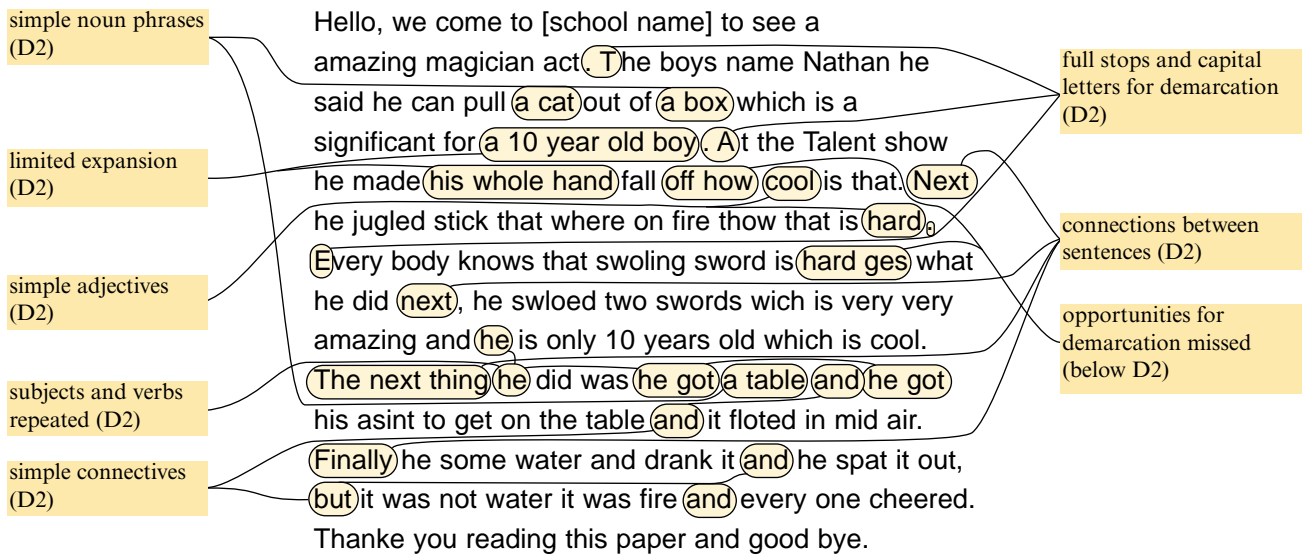 simple noun phrases
(D2)
limited expansion
(D2)
simple adjectives
(D2)
subjects and verbs
repeated (D2)
simple connectives
(D2)
Hello, we come to [school name] to see a
amazing magician act. The boys name Nathan he
said he can pull a cat out of a box which is a
significant for a 10 year old boy. At the Talent show
he made his whole hand fall off how cool is that. Next
he jugled stick that where on fire thow that is hard.
Every body knows that swoling sword is hard ges what
he did next, he swloed two swords wich is very very
amazing and he is only 10 years old which is cool.
The next thing he did was he got a table and he got
his asint to get on the table and it floted in mid air.
Finally he some water and drank it and he spat it out,
but it was not water it was fire and every one cheered.
Thanke you reading this paper and good bye.
full stops and capital
letters for demarcation
(D2)
connections between
sentences (D2)
opportunities for
demarcation missed
(below D2)